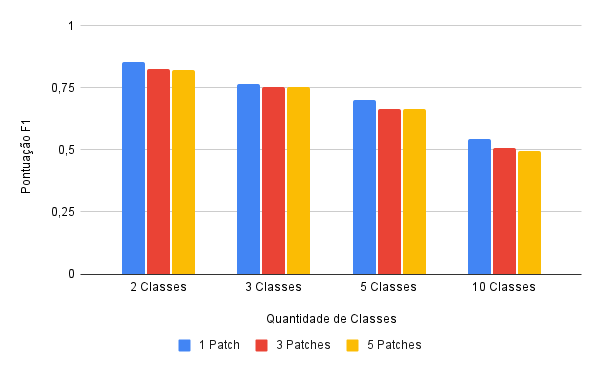 1
0,75
0,5
0,25
0
Pontuação F1
2 Classes
3 Classes
5 Classes
10 Classes
Quantidade de Classes
1 Patch
3 Patches
5 Patches